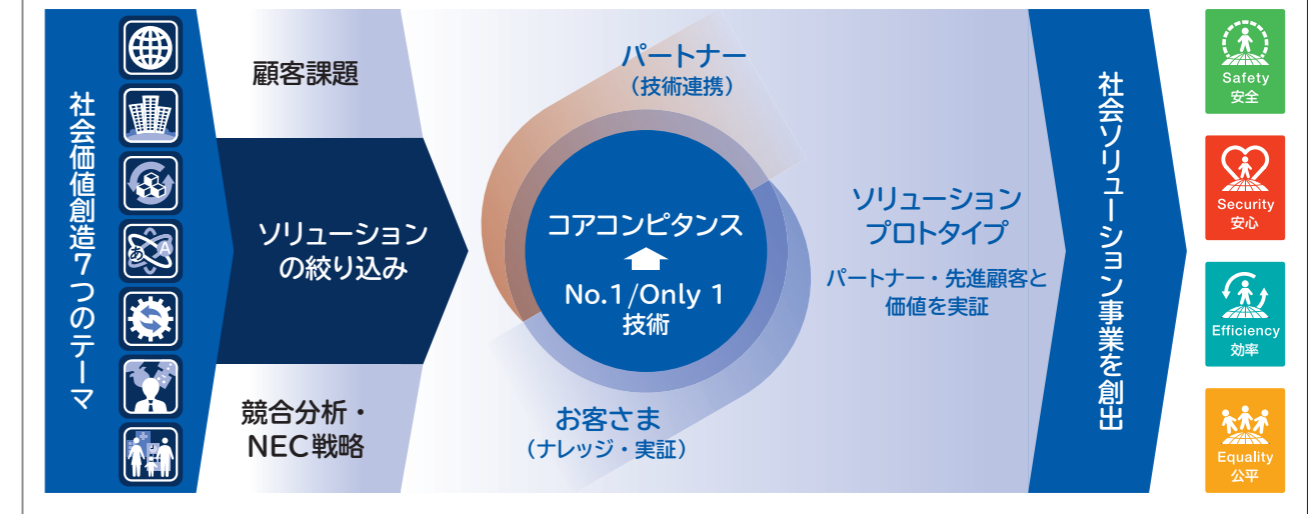 社会価値創造7つのテーマ
あ A
顧客課題
ソリューション
の絞り込み
競合分析・
NEC戦略
パートナー
（技術連携）
コアコンピタンス
No.1/Only 1
技術
お客さま
（ナレッジ・実証）
ソリューション
プロトタイプ
パートナー・先進顧客と
価値を実証
社会ソリューション事業を創出
Safety
安全
Security
安心
Efficiency
効率
Equality
公平